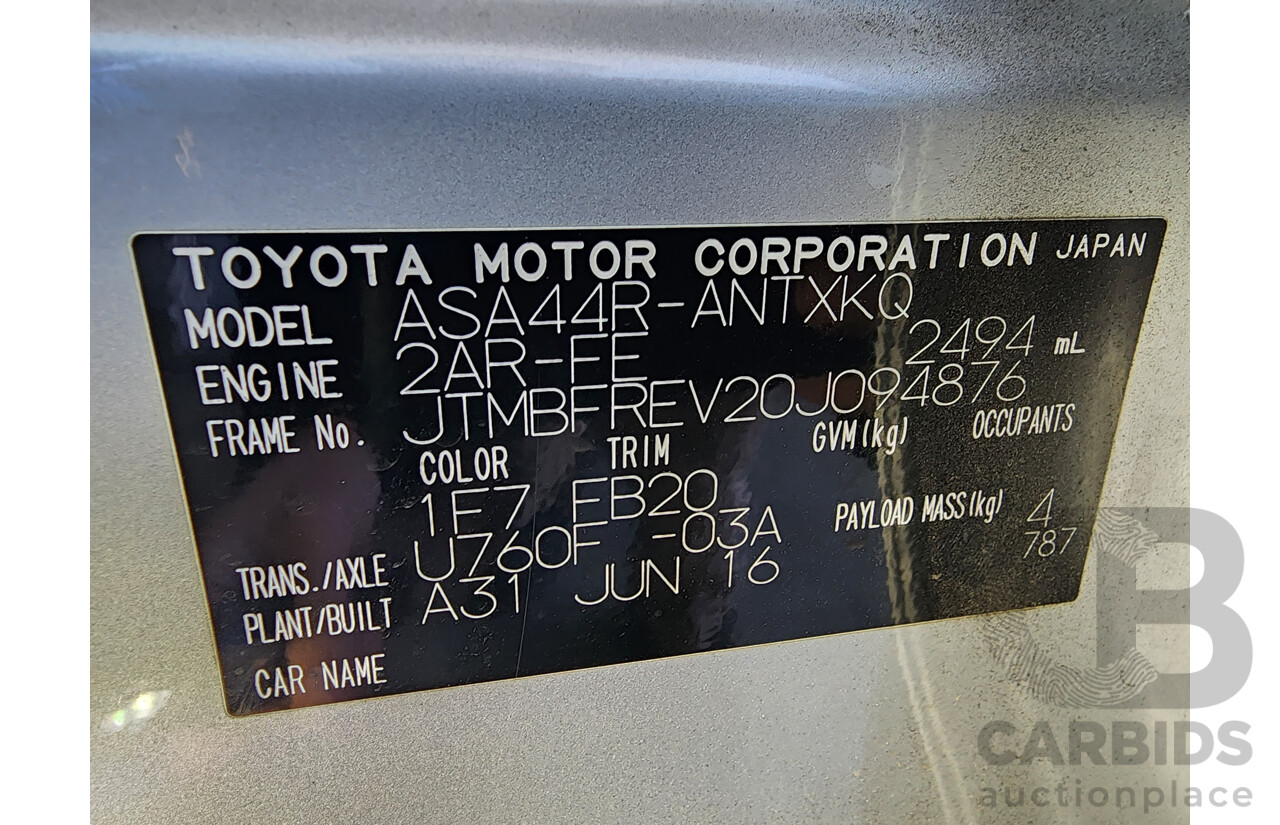 TOYOTA MOTOR CORPORATION JAPAN
MODEL ASA44R-ANTXKQ
ENGINE 2AR-FE 2494 mL
FRAME No. JTMBFREV20J094876
COLOR TRIM GVM(kg) OCCUPANTS
1F7 FB20 4
TRANS./AXLE U760F -03A PAYLOAD MASS(kg) 787
PLANT/BUILT A31 JUN 16
CAR NAME
B
CARBIDS
auctionplace